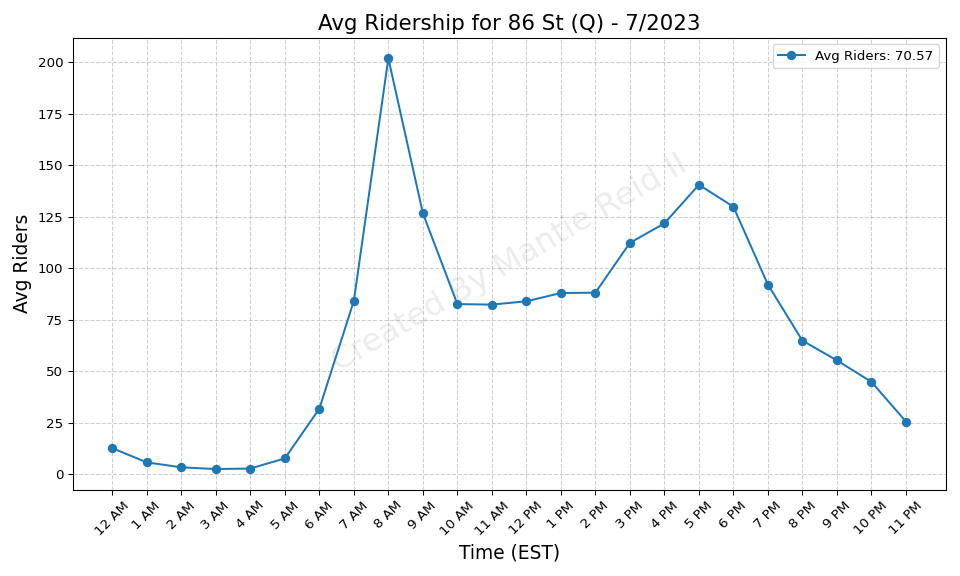 Avg Ridership for 86 St (Q) - 7/2023
Avg Riders: 70.57
200
175
150
125
100
75
50
25
0
Avg Riders
Created By Mantie Reid II
12 AM
1 AM
2 AM
3 AM
4 AM
5 AM
6 AM
7 AM
8 AM
9 AM
10 AM
11 AM
12 PM
1 PM
2 PM
3 PM
4 PM
5 PM
6 PM
7 PM
8 PM
9 PM
10 PM
11 PM
Time (EST)